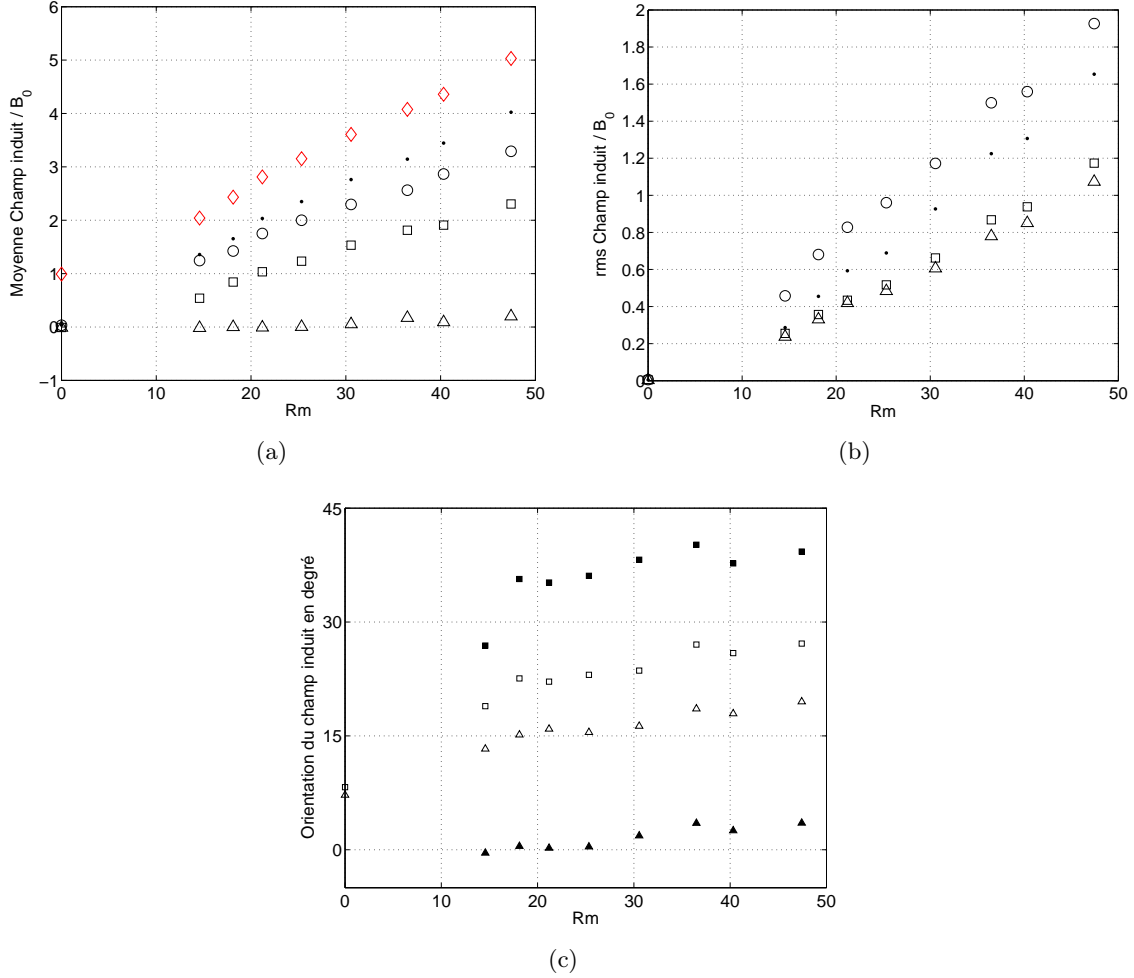 6
5
4
3
2
1
0
−1
Moyenne Champ induit / B0
0 10 20 30 40 50
Rm
(a)
2
1.8
1.6
1.4
1.2
1
0.8
0.6
0.4
0.2
0
rms Champ induit / B0
0 10 20 30 40 50
Rm
(b)
45
30
15
0
Orientation du champ induit en degré
0 10 20 30 40 50
Rm
(c)